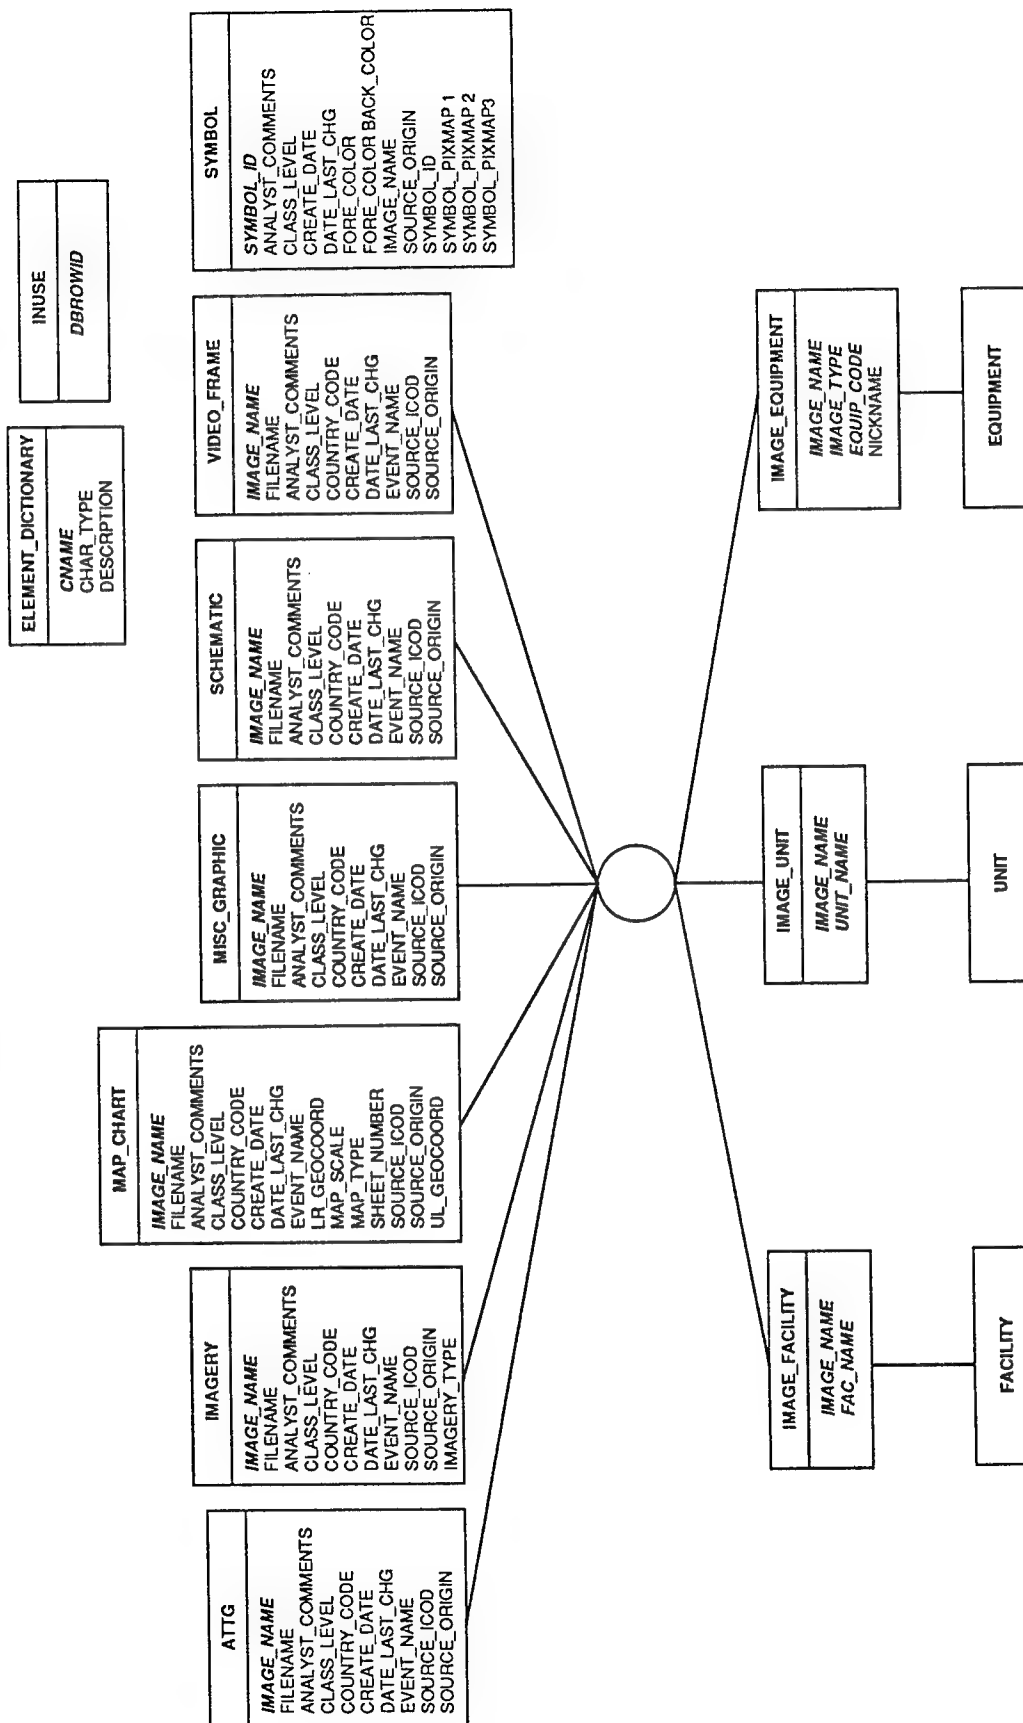 ELEMENT_DICTIONARY
CNAME
CHAR_TYPE
DESCRPTION
INUSE
DBROWID
ATTG
IMAGE_NAME
FILENAME
ANALYST_COMMENTS
CLASS_LEVEL
COUNTRY_CODE
CREATE_DATE
DATE_LAST_CHG
EVENT_NAME
SOURCE_ICOD
SOURCE_ORIGIN
IMAGERY
IMAGE_NAME
FILENAME
ANALYST_COMMENTS
CLASS_LEVEL
COUNTRY_CODE
CREATE_DATE
DATE_LAST_CHG
EVENT_NAME
SOURCE_ICOD
SOURCE_ORIGIN
IMAGERY_TYPE
MAP_CHART
IMAGE_NAME
FILENAME
ANALYST_COMMENTS
CLASS_LEVEL
COUNTRY_CODE
CREATE_DATE
DATE_LAST_CHG
EVENT_NAME
LR_GEOCOORD
MAP_SCALE
MAP_TYPE
SHEET_NUMBER
SOURCE_ICOD
SOURCE_ORIGIN
UL_GEOCOORD
MISC_GRAPHIC
IMAGE_NAME
FILENAME
ANALYST_COMMENTS
CLASS_LEVEL
COUNTRY_CODE
CREATE_DATE
DATE_LAST_CHG
EVENT_NAME
SOURCE_ICOD
SOURCE_ORIGIN
SCHEMATIC
IMAGE_NAME
FILENAME
ANALYST_COMMENTS
CLASS_LEVEL
COUNTRY_CODE
CREATE_DATE
DATE_LAST_CHG
EVENT_NAME
SOURCE_ICOD
SOURCE_ORIGIN
VIDEO_FRAME
IMAGE_NAME
FILENAME
ANALYST_COMMENTS
CLASS_LEVEL
COUNTRY_CODE
CREATE_DATE
DATE_LAST_CHG
EVENT_NAME
SOURCE_ICOD
SOURCE_ORIGIN
SYMBOL
SYMBOL_ID
ANALYST_COMMENTS
CLASS_LEVEL
CREATE_DATE
DATE_LAST_CHG
FORE_COLOR
FORE_COLOR BACK_COLOR
IMAGE_NAME
SOURCE_ORIGIN
SYMBOL_ID
SYMBOL_PIXMAP 1
SYMBOL_PIXMAP 2
SYMBOL_PIXMAP3
IMAGE_FACILITY
IMAGE_NAME
FAC_NAME
IMAGE_UNIT
IMAGE_NAME
UNIT_NAME
IMAGE_EQUIPMENT
IMAGE_NAME
IMAGE_TYPE
EQUIP_CODE
NICKNAME
FACILITY
UNIT
EQUIPMENT